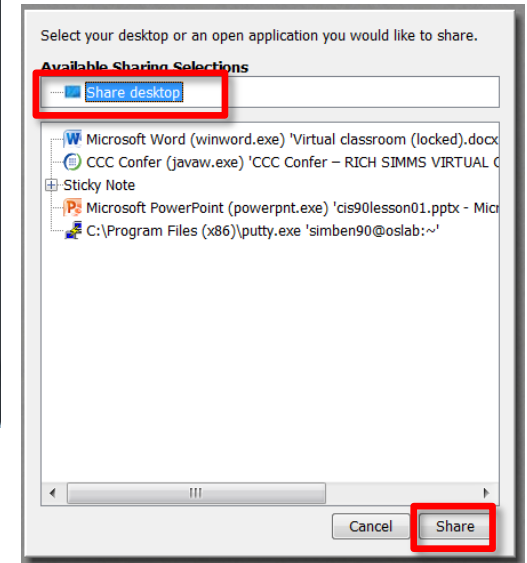 Select your desktop or an open application you would like to share.
Available Sharing Selections
Share desktop
Microsoft Word (winword.exe) 'Virtual classroom (locked).docx
CCC Confer (javaw.exe) 'CCC Confer – RICH SIMMS VIRTUAL
Sticky Note
Microsoft PowerPoint (powerpnt.exe) 'cis90lesson01.pptx - Micr
C:\Program Files (x86)\putty.exe 'simben90@oslab:~'
Cancel Share